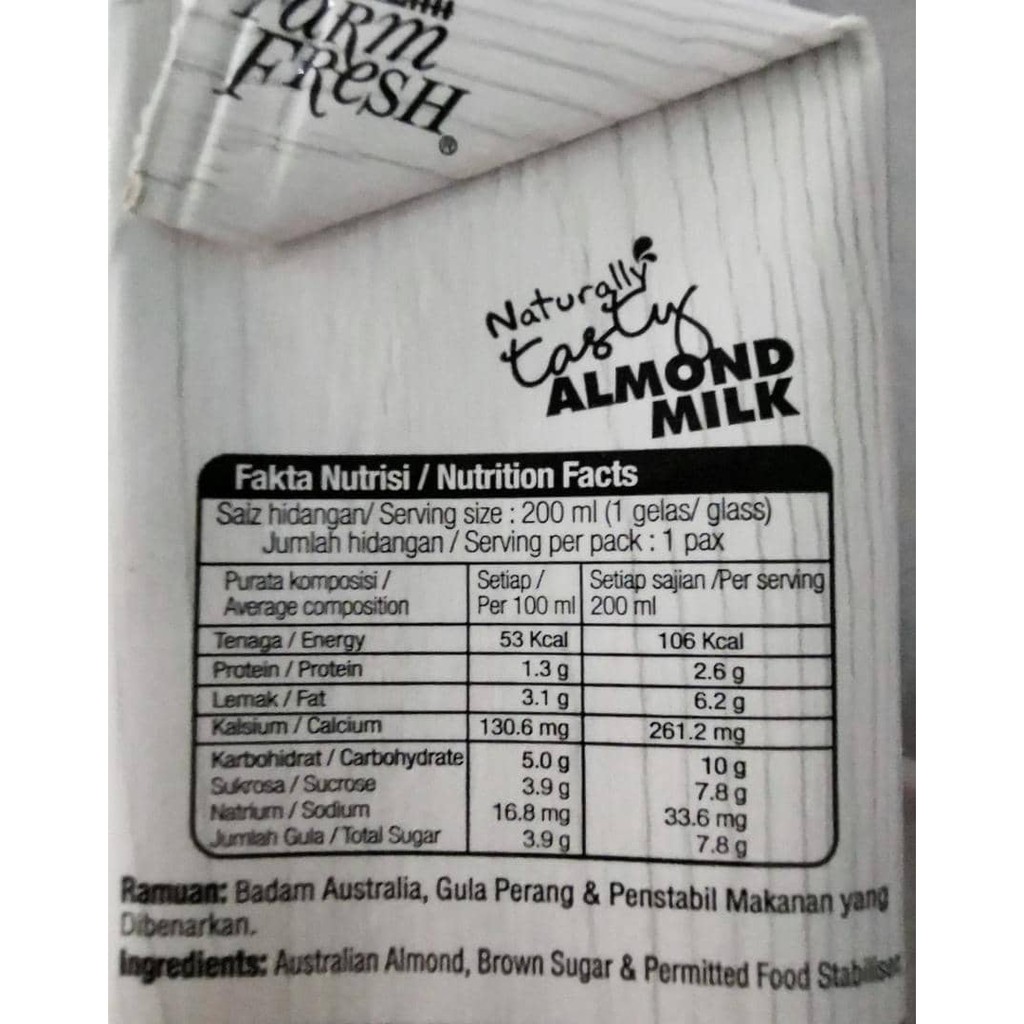 FARM
FRESH®
Naturally
tasty
ALMOND
MILK
Fakta Nutrisi / Nutrition Facts
Saiz hidangan/ Serving size : 200 ml (1 gelas/ glass)
Jumlah hidangan / Serving per pack : 1 pax
Purata komposisi / Average composition Setiap / Per 100 ml Setiap sajian /Per serving 200 ml
Tenaga / Energy 53 Kcal 106 Kcal
Protein / Protein 1.3 g 2.6 g
Lemak / Fat 3.1 g 6.2 g
Kalsium / Calcium 130.6 mg 261.2 mg
Karbohidrat / Carbohydrate 5.0 g 10 g
Sukrosa / Sucrose 3.9 g 7.8 g
Natrium / Sodium 16.8 mg 33.6 mg
Jumlah Gula / Total Sugar 3.9 g 7.8 g
Ramuan: Badam Australia, Gula Perang & Penstabil Makanan yang
Dibenarkan.
Ingredients: Australian Almond, Brown Sugar & Permitted Food